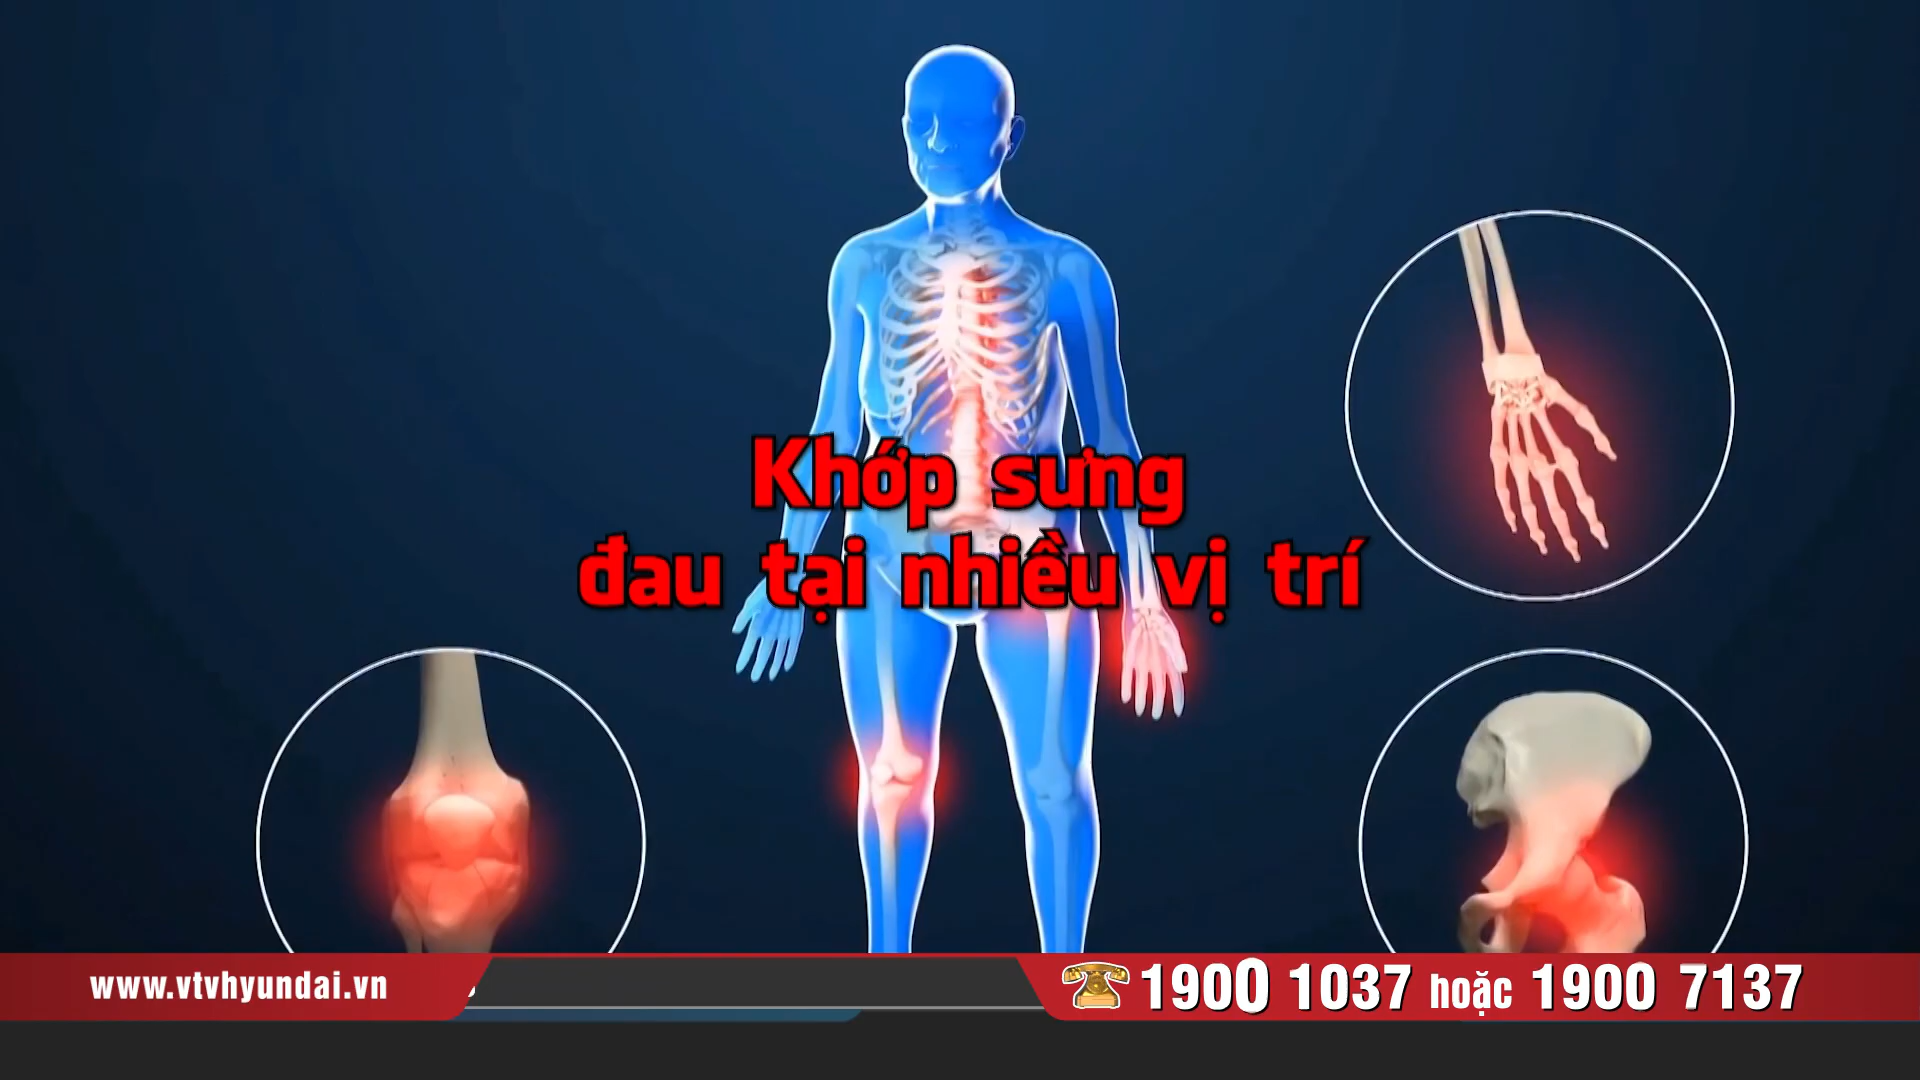 Khớp sưng
đau tại nhiều vị trí
www.vtvhyundai.vn
1900 1037 hoặc 1900 7137